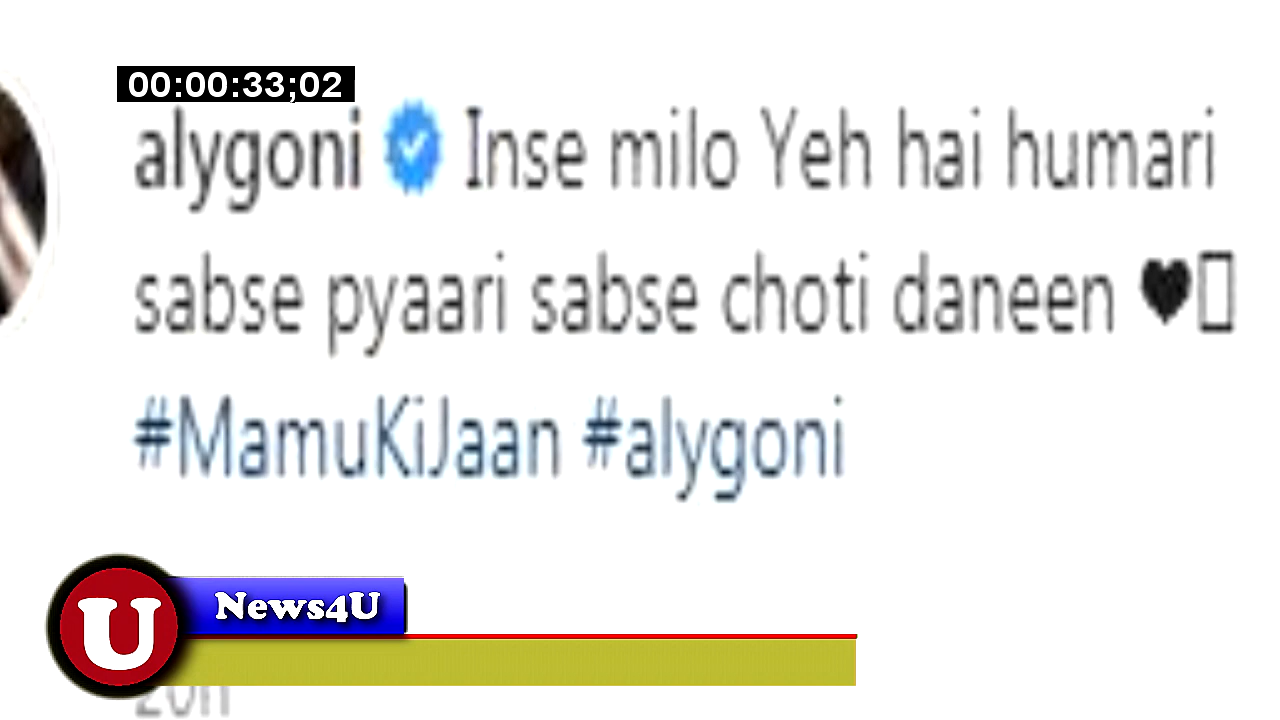 00:00:33;02
alygoni Inse milo Yeh hai humari
sabse pyaari sabse choti daneen ♥
#MamuKiJaan #alygoni
U News4U